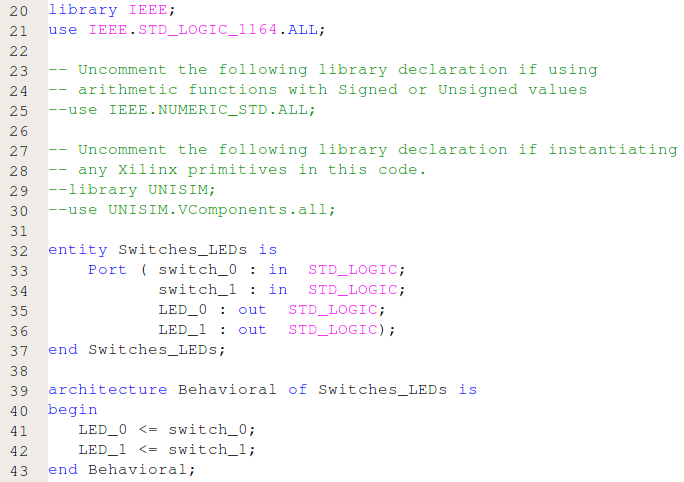 20 library IEEE;
21 use IEEE.STD_LOGIC_1164.ALL;
22
23 -- Uncomment the following library declaration if using
24 -- arithmetic functions with Signed or Unsigned values
25 --use IEEE.NUMERIC_STD.ALL;
26
27 -- Uncomment the following library declaration if instantiating
28 -- any Xilinx primitives in this code.
29 --library UNISIM;
30 --use UNISIM.VComponents.all;
31
32 entity Switches_LEDs is
33     Port ( switch_0 : in  STD_LOGIC;
34            switch_1 : in  STD_LOGIC;
35            LED_0 : out  STD_LOGIC;
36            LED_1 : out  STD_LOGIC);
37 end Switches_LEDs;
38
39 architecture Behavioral of Switches_LEDs is
40 begin
41    LED_0 <= switch_0;
42    LED_1 <= switch_1;
43 end Behavioral;